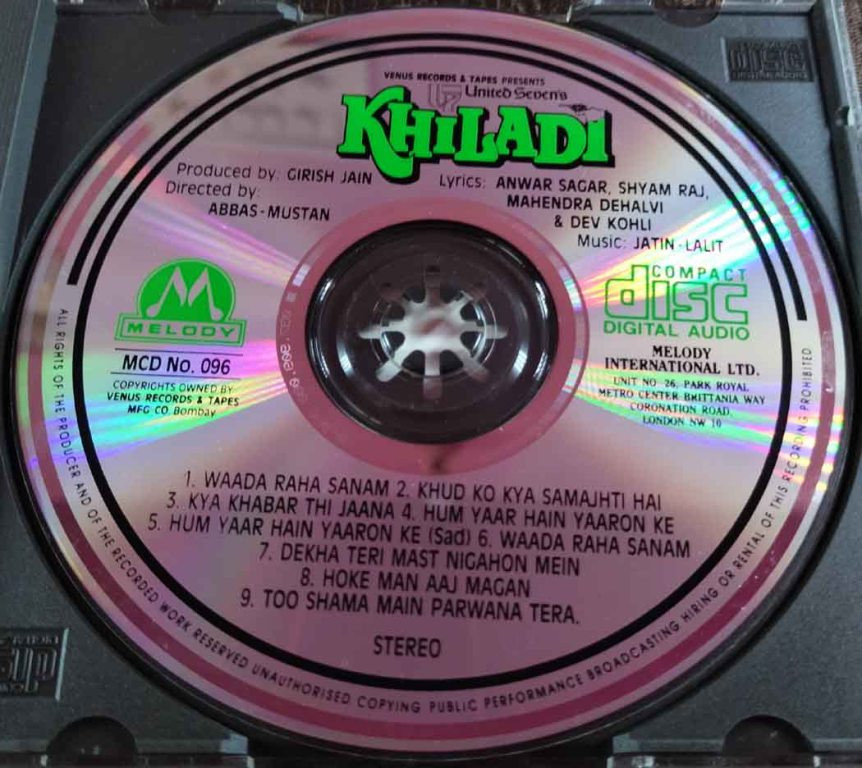 VENUS RECORDS & TAPES PRESENTS
United Seven's
KHILADI
Produced by: GIRISH JAIN
Directed by:
ABBAS-MUSTAN
Lyrics: ANWAR SAGAR, SHYAM RAJ,
MAHENDRA DEHALVI
& DEV KOHLI
Music: JATIN-LALIT
MELODY
MCD No. 096
COPYRIGHTS OWNED BY
VENUS RECORDS & TAPES
MFG CO. Bombay
COMPACT
disc
DIGITAL AUDIO
MELODY
INTERNATIONAL LTD.
UNIT NO 26, PARK ROYAL
METRO CENTER BRITTANIA WAY
CORONATION ROAD,
LONDON NW 10
1. WAADA RAHA SANAM 2. KHUD KO KYA SAMAJHTI HAI
3. KYA KHABAR THI JAANA 4. HUM YAAR HAIN YAARON KE
5. HUM YAAR HAIN YAARON KE (Sad) 6. WAADA RAHA SANAM
7. DEKHA TERI MAST NIGAHON MEIN
8. HOKE MAN AAJ MAGAN
9. TOO SHAMA MAIN PARWANA TERA.
STEREO
ALL RIGHTS OF THE PRODUCER AND OF THE RECORDED WORK RESERVED UNAUTHORISED COPYING PUBLIC PERFORMANCE BROADCASTING HIRING OR RENTAL OF THIS RECORDING PROHIBITED
disc
disc